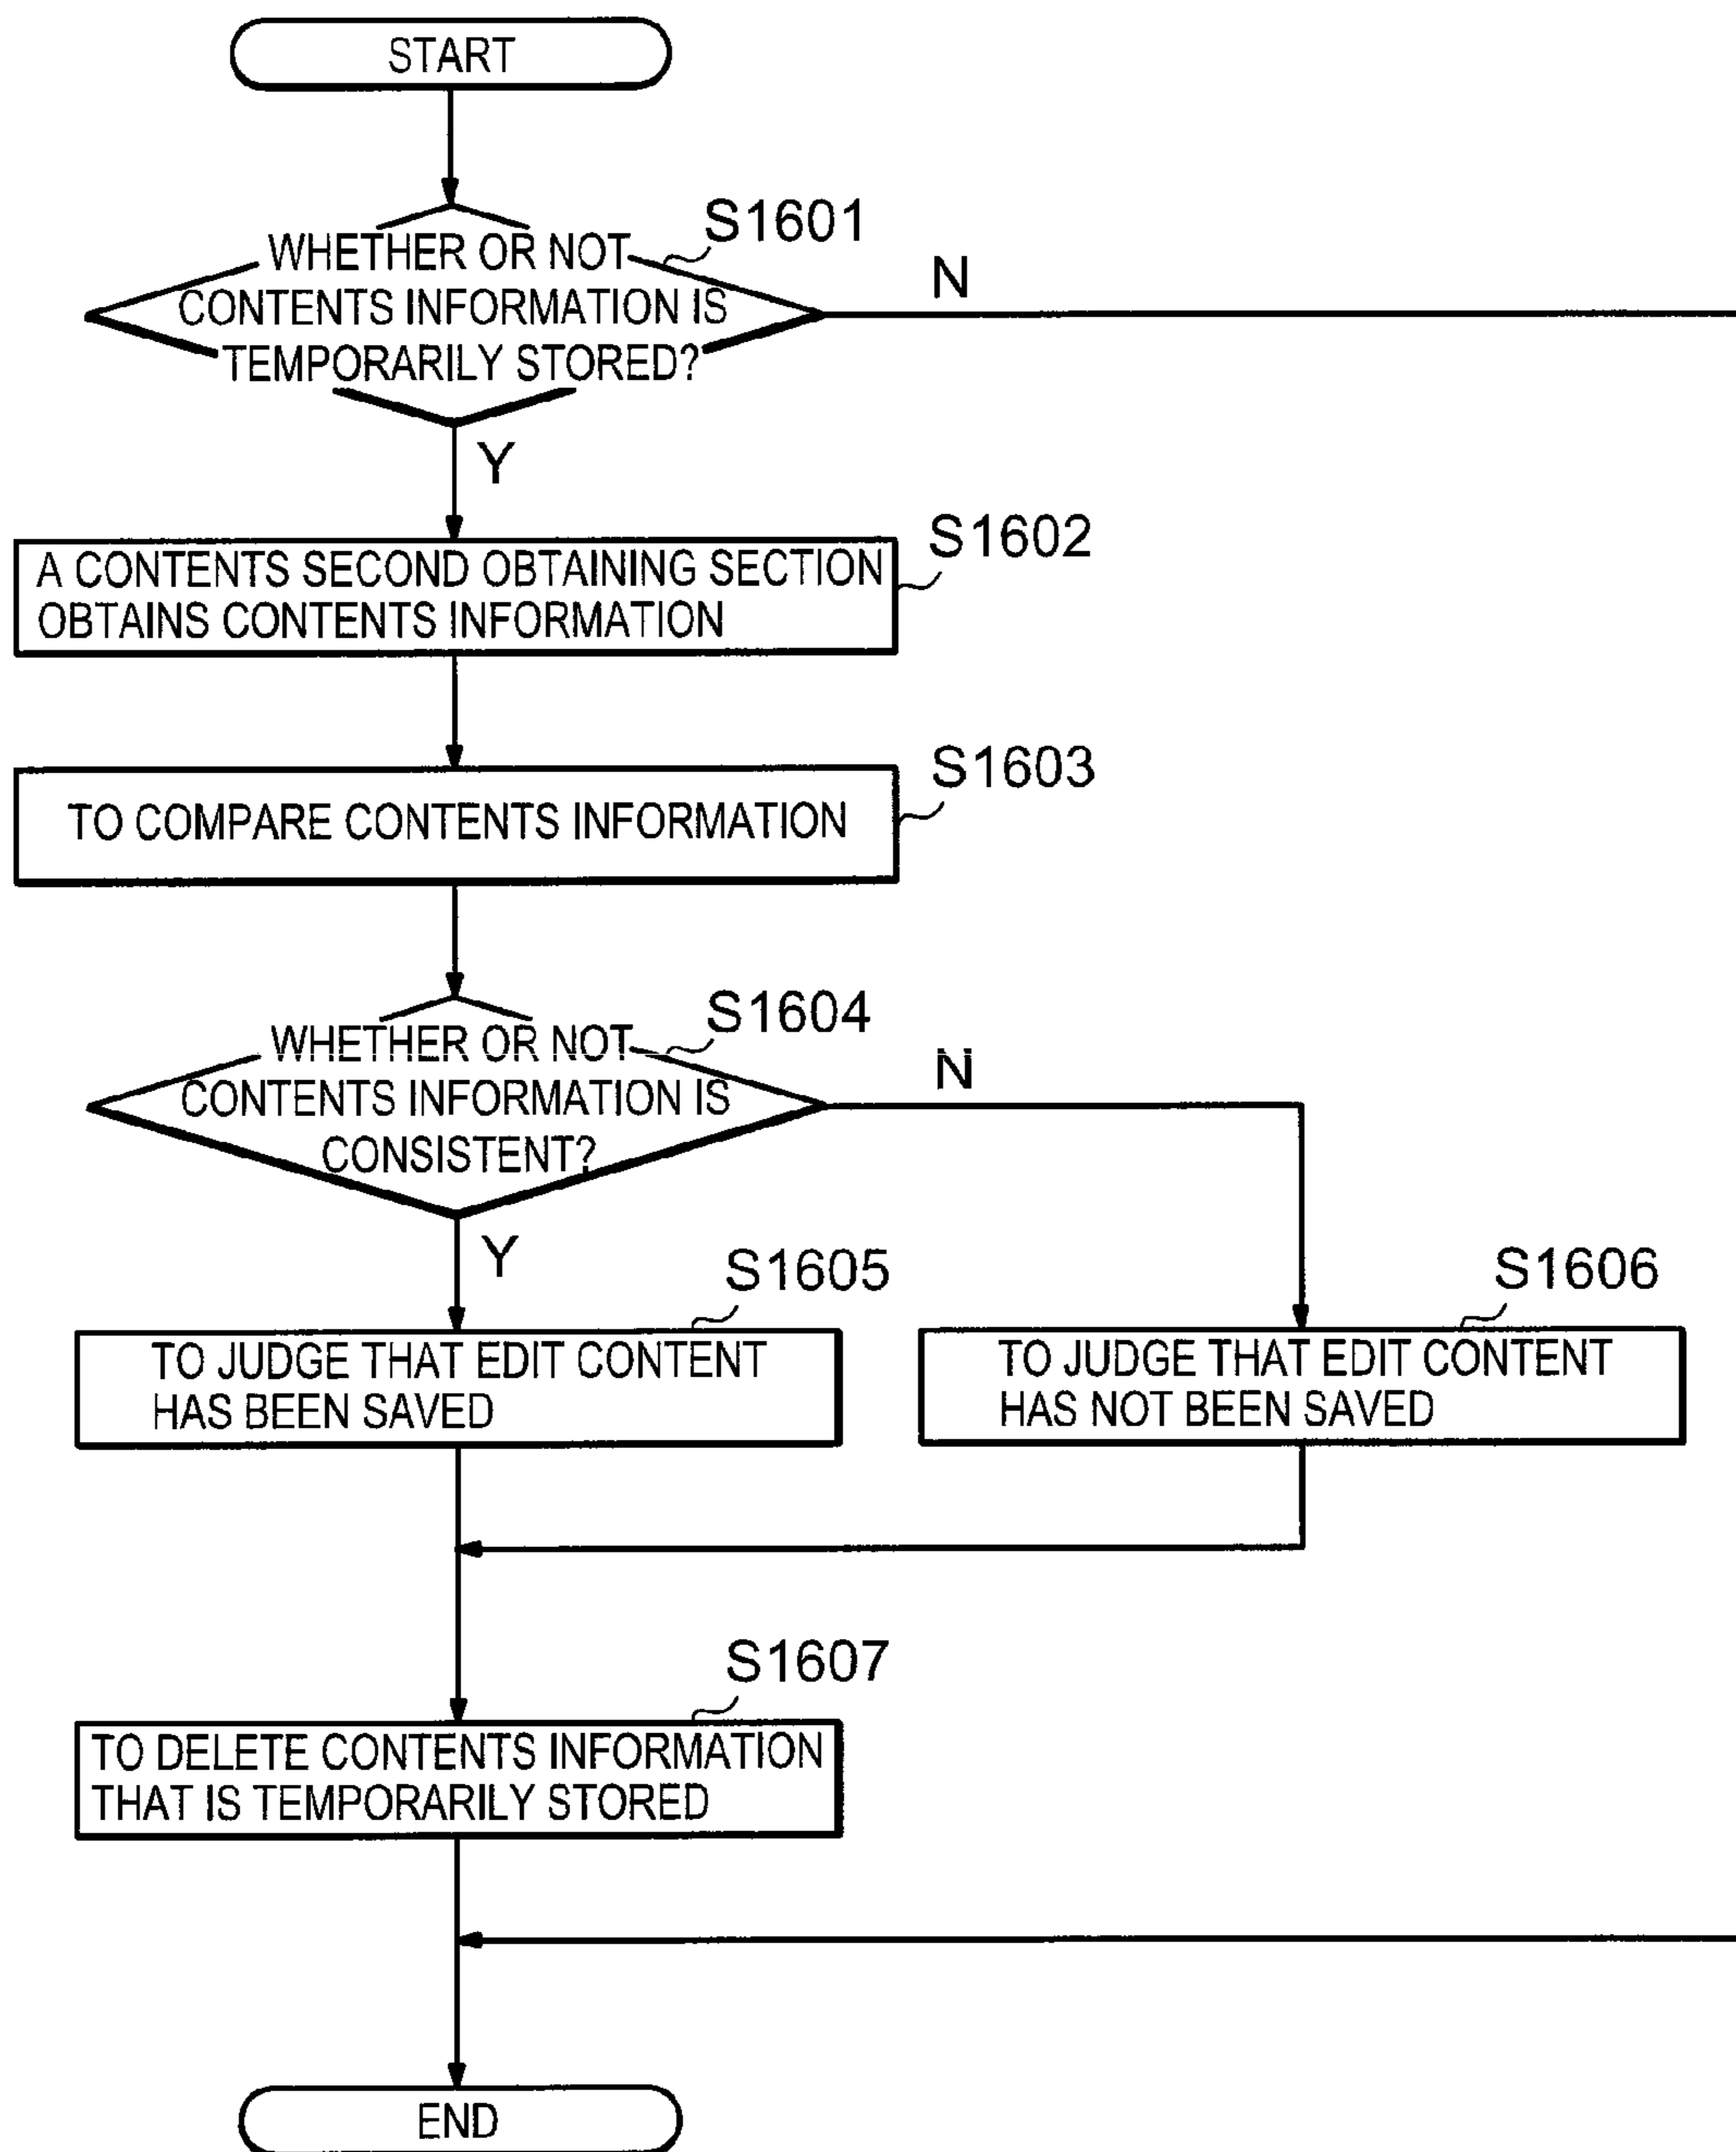 START
S1601
WHETHER OR NOT
CONTENTS INFORMATION IS
TEMPORARILY STORED?
N
Y
S1602
A CONTENTS SECOND OBTAINING SECTION
OBTAINS CONTENTS INFORMATION
S1603
TO COMPARE CONTENTS INFORMATION
S1604
WHETHER OR NOT
CONTENTS INFORMATION IS
CONSISTENT?
N
Y
S1605
TO JUDGE THAT EDIT CONTENT
HAS BEEN SAVED
S1606
TO JUDGE THAT EDIT CONTENT
HAS NOT BEEN SAVED
S1607
TO DELETE CONTENTS INFORMATION
THAT IS TEMPORARILY STORED
END